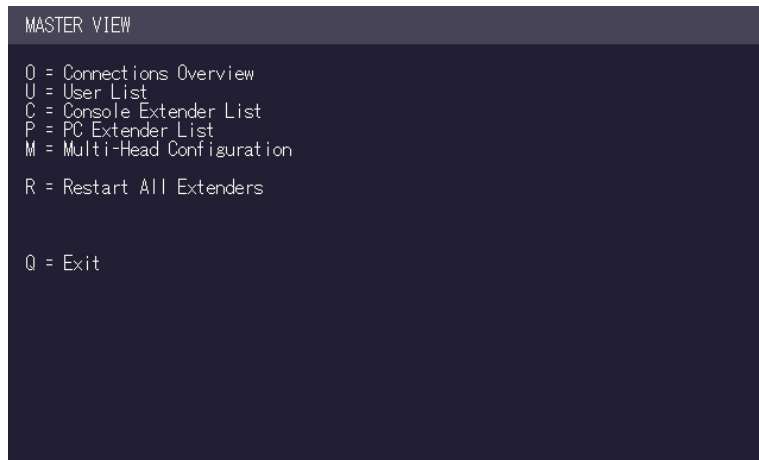 MASTER VIEW
O = Connections Overview
U = User List
C = Console Extender List
P = PC Extender List
M = Multi-Head Configuration
R = Restart All Extenders
Q = Exit